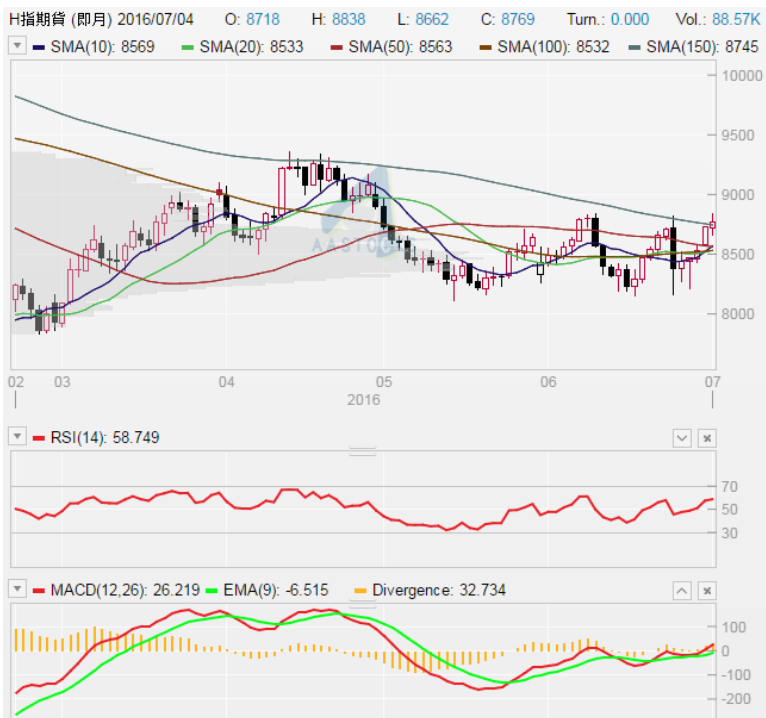 H指期貨 (即月) 2016/07/04 O: 8718 H: 8838 L: 8662 C: 8769 Turn.: 0.000 Vol.: 88.57K
SMA(10): 8569 SMA(20): 8533 SMA(50): 8563 SMA(100): 8532 SMA(150): 8745
10000
9500
9000
AASTOCKS
8500
8000
02 03 04 05 06 07
2016
RSI(14): 58.749
70
50
30
MACD(12,26): 26.219 EMA(9): -6.515 Divergence: 32.734
100
0
-100
-200